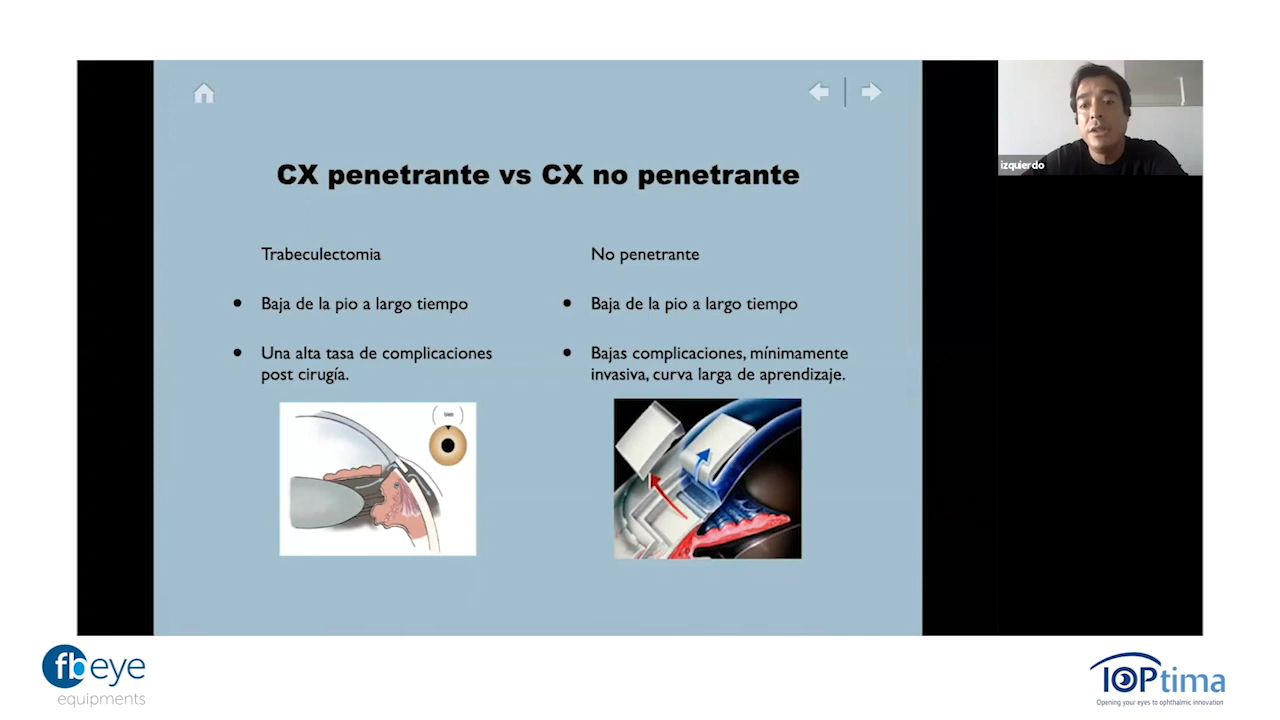 CX penetrante vs CX no penetrante
Trabeculectomia
• Baja de la pio a largo tiempo
• Una alta tasa de complicaciones
post cirugía.
No penetrante
• Baja de la pio a largo tiempo
• Bajas complicaciones, mínimamente
invasiva, curva larga de aprendizaje.
izquierdo
fbeye
equipments
IOPtima
Opening your eyes to ophthalmic innovation